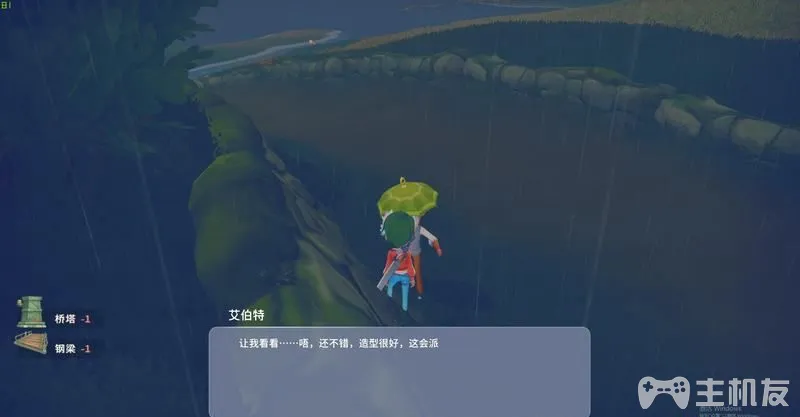 艾伯特
桥塔 -1
让我看看……唔，还不错，造型很好，这会派
钢梁 -1
主机友